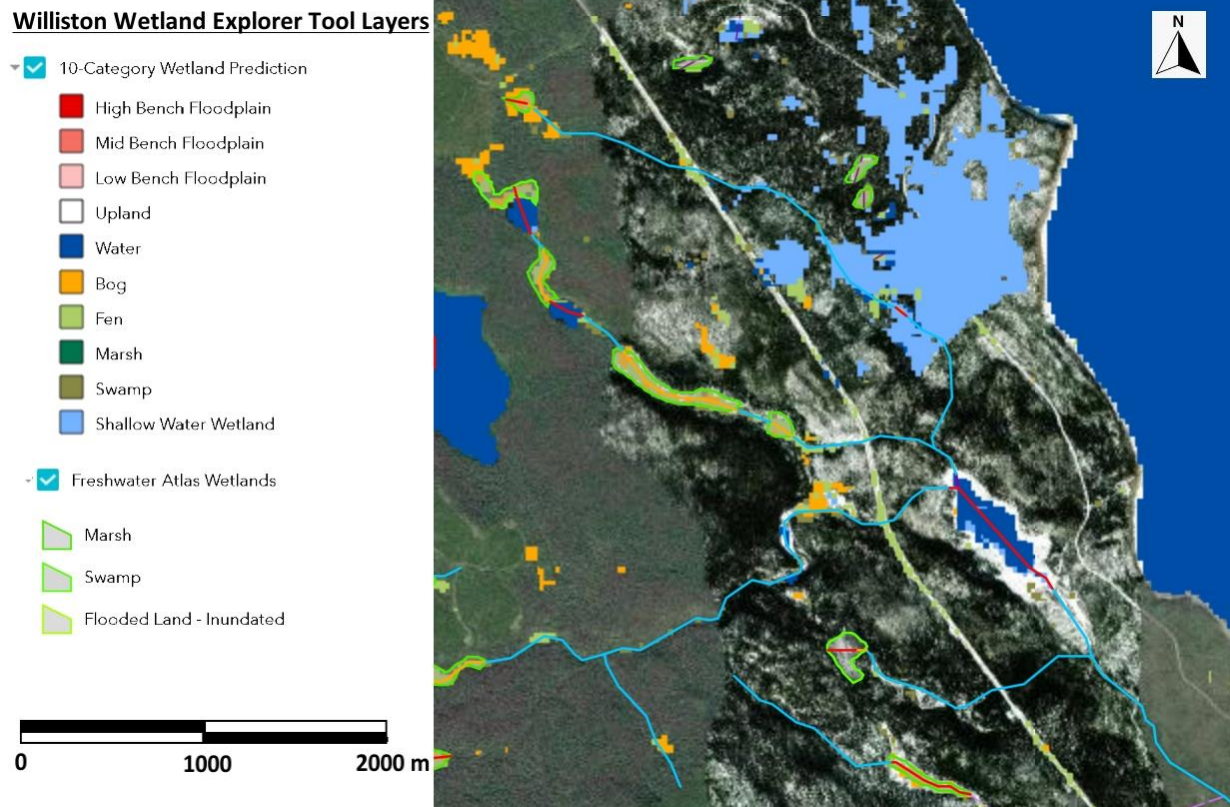 Williston Wetland Explorer Tool Layers
10-Category Wetland Prediction
High Bench Floodplain
Mid Bench Floodplain
Low Bench Floodplain
Upland
Water
Bog
Fen
Marsh
Swamp
Shallow Water Wetland
Freshwater Atlas Wetlands
Marsh
Swamp
Flooded Land - Inundated
0 1000 2000 m
N